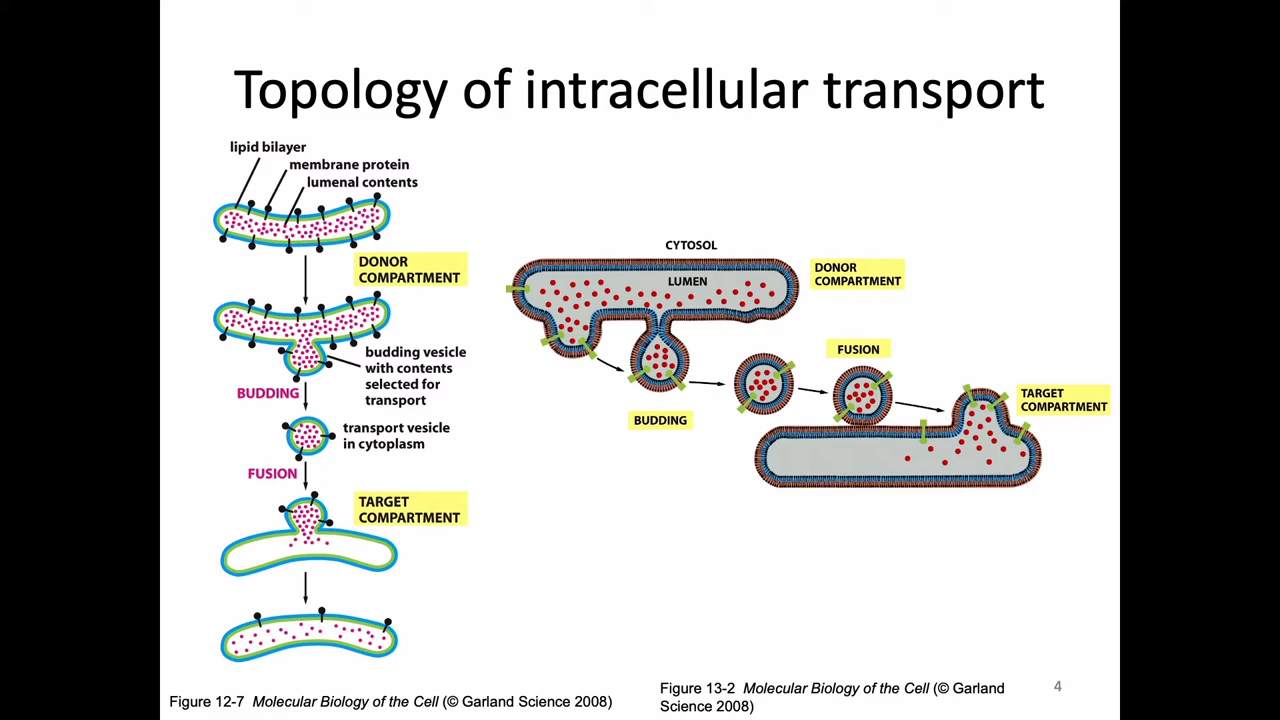 Topology of intracellular transport
lipid bilayer
membrane protein
lumenal contents
DONOR
COMPARTMENT
budding vesicle
with contents
selected for
transport
BUDDING
transport vesicle
in cytoplasm
FUSION
TARGET
COMPARTMENT
CYTOSOL
LUMEN
DONOR
COMPARTMENT
FUSION
BUDDING
TARGET
COMPARTMENT
Figure 12-7 Molecular Biology of the Cell (© Garland Science 2008)
Figure 13-2 Molecular Biology of the Cell (© Garland
Science 2008)
4